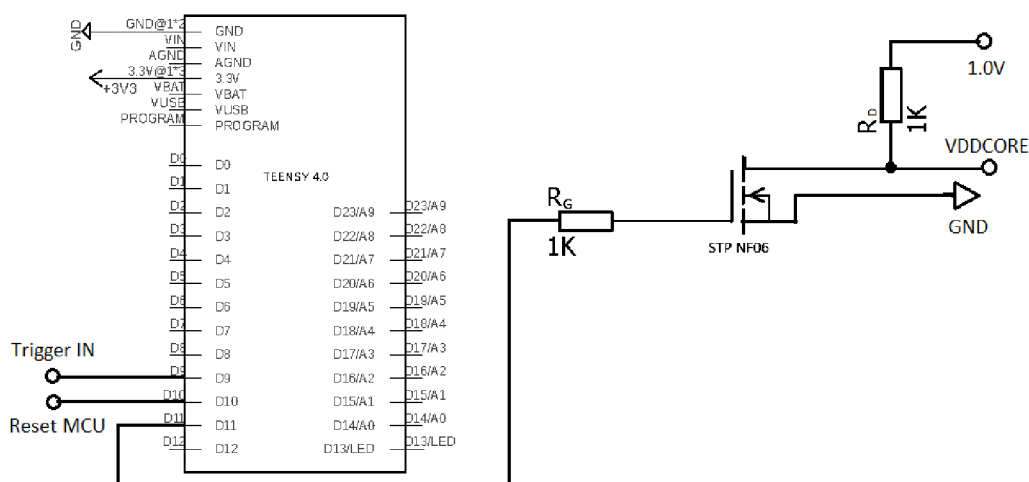 GND
GND@1*2
GND
VIN
VIN
AGND
AGND
3.3V@1*3
3.3V
+3V3
VBAT
VBAT
VUSB
VUSB
PROGRAM
PROGRAM
TEENSY 4.0
D0
D0
D1
D1
D2
D2
D3
D3
D4
D4
D5
D5
D6
D6
D7
D7
D8
D8
D9
D9
D10
D10
D11
D11
D12
D12
D23/A9
D23/A9
D22/A8
D22/A8
D21/A7
D21/A7
D20/A6
D20/A6
D19/A5
D19/A5
D18/A4
D18/A4
D17/A3
D17/A3
D16/A2
D16/A2
D15/A1
D15/A1
D14/A0
D14/A0
D13/LED
D13/LED
Trigger IN
Reset MCU
RG
1K
STP NF06
RD
1K
1.0V
VDDCORE
GND